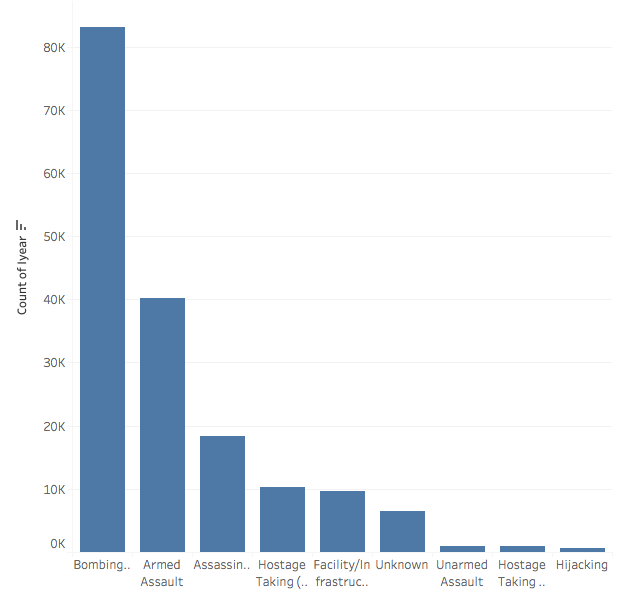 80K
70K
60K
50K
40K
30K
20K
10K
0K
Count of Iyear
Bombing..
Armed
Assault
Assassin..
Hostage
Taking (..
Facility/In
frastruc..
Unknown
Unarmed
Assault
Hostage
Taking ..
Hijacking